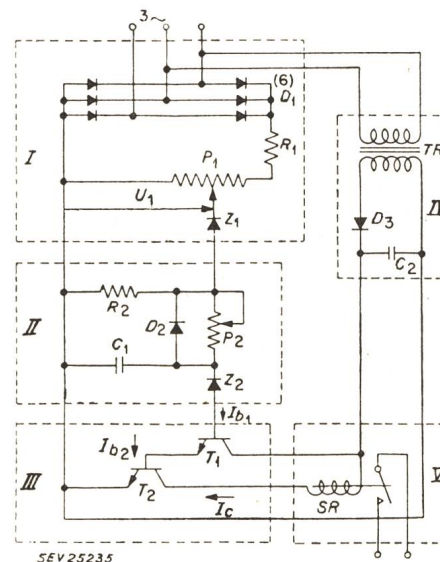 3~
(6)
D1
I
R1
P1
U1
Z1
TR
D3
C2
R2
II
D2
P2
C1
Z2
Ib1
Ib2
T1
III
T2
Ic
SR
SEV 25235